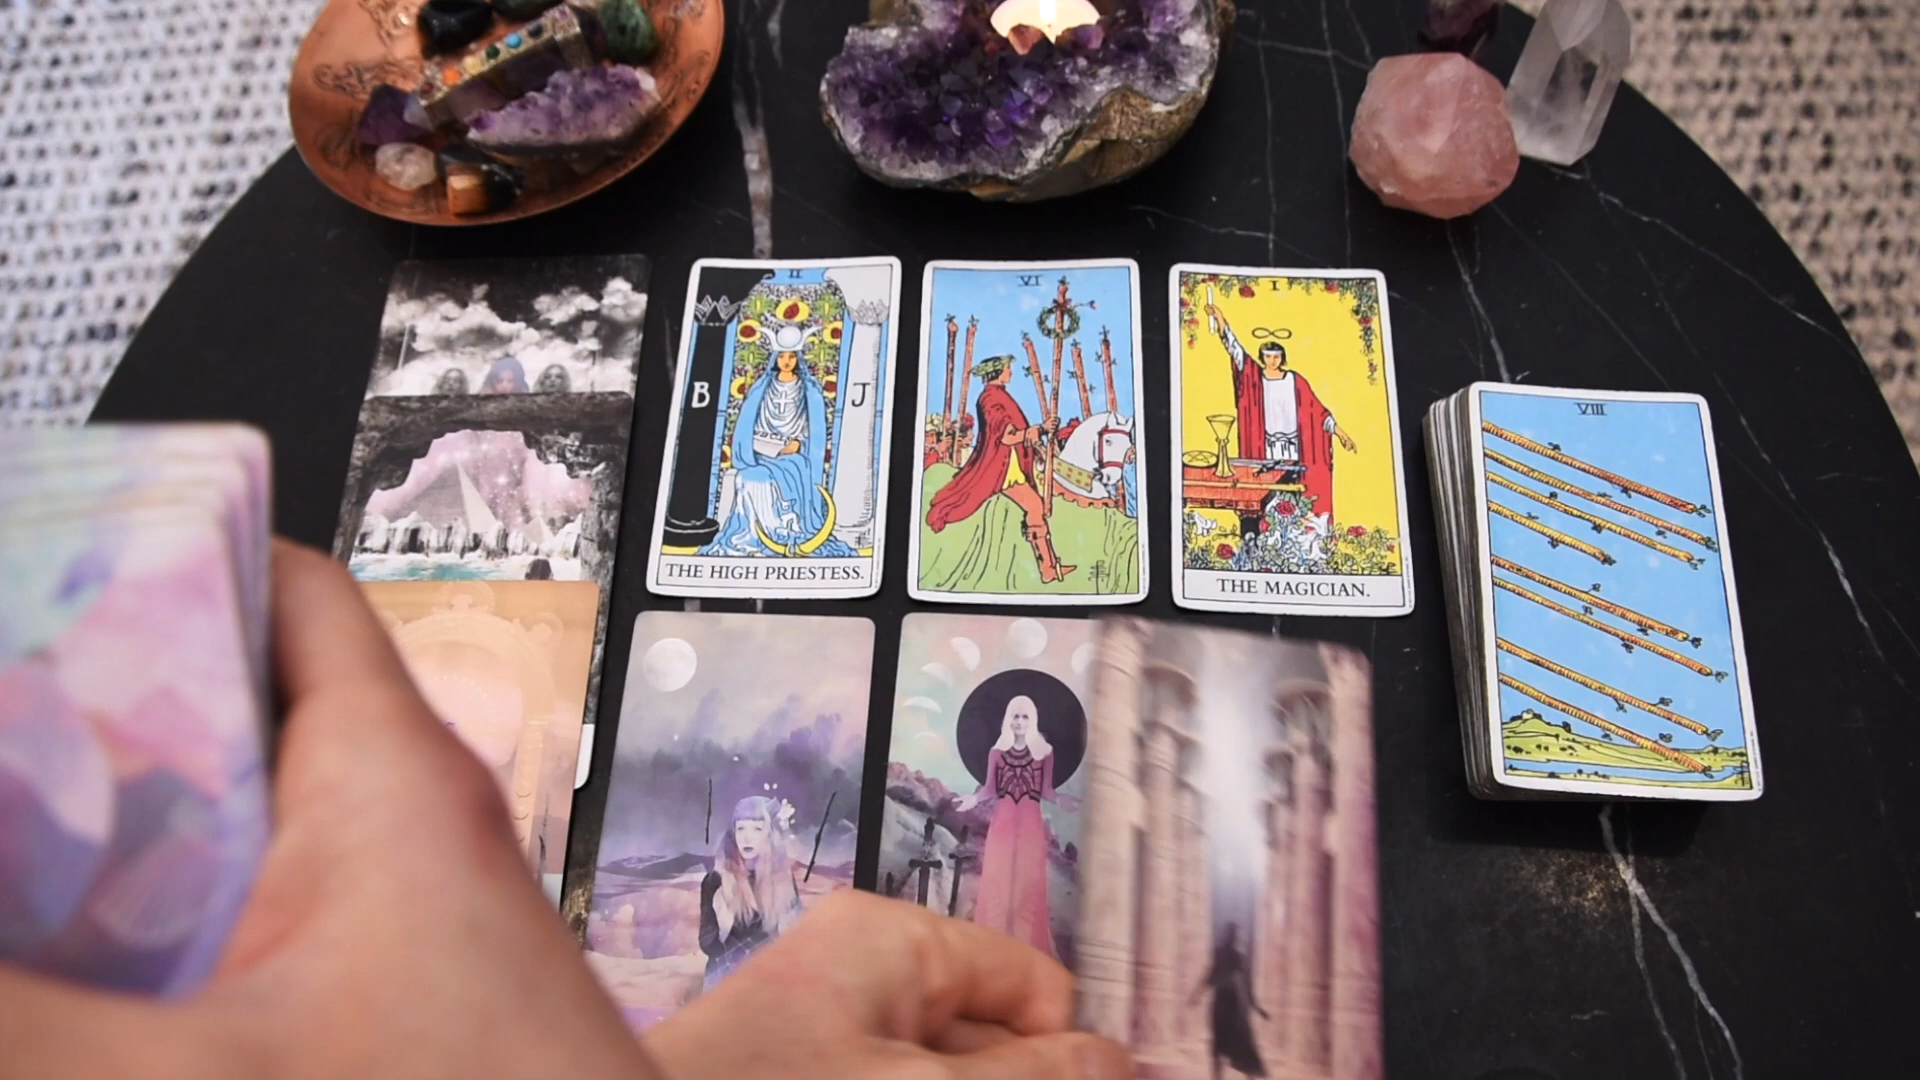 II
B
J
THE HIGH PRIESTESS.
VI
I
THE MAGICIAN.
VIII